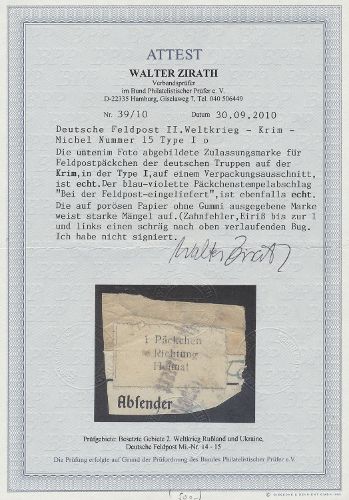 ATTEST
WALTER ZIRATH
Verbandsprüfer
im Bund Philatelistischer Prüfer e.V.
D-22335 Hamburg, Giselaweg 7, Tel. 040 506449
Nr. 39/10 Datum 30.09.2010
Deutsche Feldpost II.Weltkrieg - Krim -
Michel Nummer 15 Type I o
Die untenim Foto abgebildete Zulassungsmarke für
Feldpostpäckchen der deutschen Truppen auf der
Krim,in der Type I,auf einem Verpackungsausschnitt,
ist echt.Der blau-violette Päckchenstempelabschlag
"Bei der Feldpost-eingeliefert",ist ebenfalls echt.
Die auf porösen Papier ohne Gummi ausgegebene Marke
weist starke Mängel auf.(Zahnfehler,Eiriß bis zur 1
und links einen schräg nach oben verlaufenden Bug.
Ich habe nicht signiert.
Walter Zirath
1 Päckchen
Richtung
Heimat
Absender
Prüfgebiete: Besetzte Gebiete 2. Weltkrieg Rußland und Ukraine,
Deutsche Feldpost Mi.-Nr. 14 - 15
Die Prüfung erfolgte auf Grund der Prüfordnung des Bundes Philatelistischer Prüfer e.V.